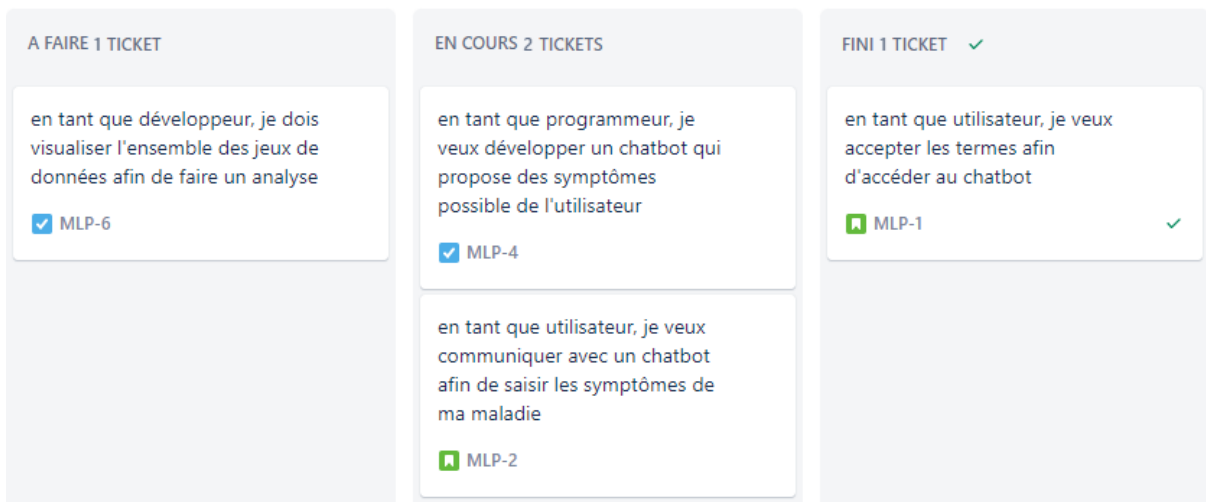 A FAIRE 1 TICKET
en tant que développeur, je dois
visualiser l'ensemble des jeux de
données afin de faire un analyse
MLP-6
EN COURS 2 TICKETS
en tant que programmeur, je
veux développer un chatbot qui
propose des symptômes
possible de l'utilisateur
MLP-4
en tant que utilisateur, je veux
communiquer avec un chatbot
afin de saisir les symptômes de
ma maladie
MLP-2
FINI 1 TICKET
en tant que utilisateur, je veux
accepter les termes afin
d'accéder au chatbot
MLP-1